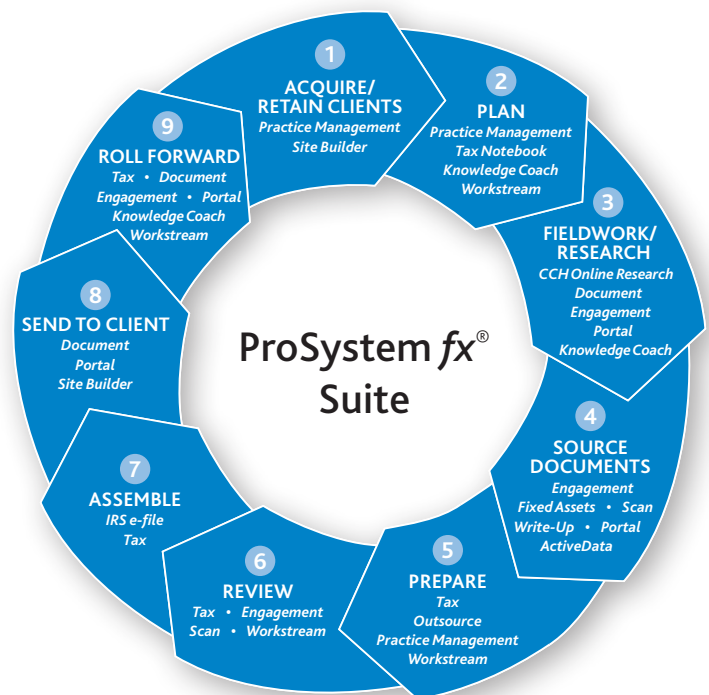 1
ACQUIRE/
RETAIN CLIENTS
Practice Management
Site Builder
2
PLAN
Practice Management
Tax Notebook
Knowledge Coach
Workstream
3
FIELDWORK/
RESEARCH
CCH Online Research
Document
Engagement
Portal
Knowledge Coach
4
SOURCE
DOCUMENTS
Engagement
Fixed Assets • Scan
Write-Up • Portal
ActiveData
5
PREPARE
Tax
Outsource
Practice Management
Workstream
6
REVIEW
Tax • Engagement
Scan • Workstream
7
ASSEMBLE
IRS e-file
Tax
8
SEND TO CLIENT
Document
Portal
Site Builder
9
ROLL FORWARD
Tax • Document
Engagement • Portal
Knowledge Coach
Workstream
ProSystem fx®
Suite